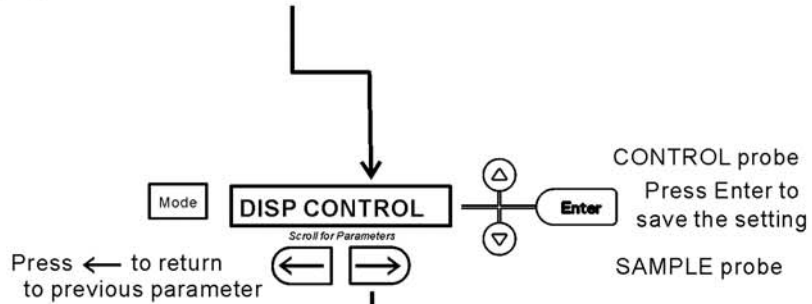 CONTROL probe
Mode
DISP CONTROL
Enter
Press Enter to
save the setting
Scroll for Parameters
Press ← to return
to previous parameter
← →
SAMPLE probe